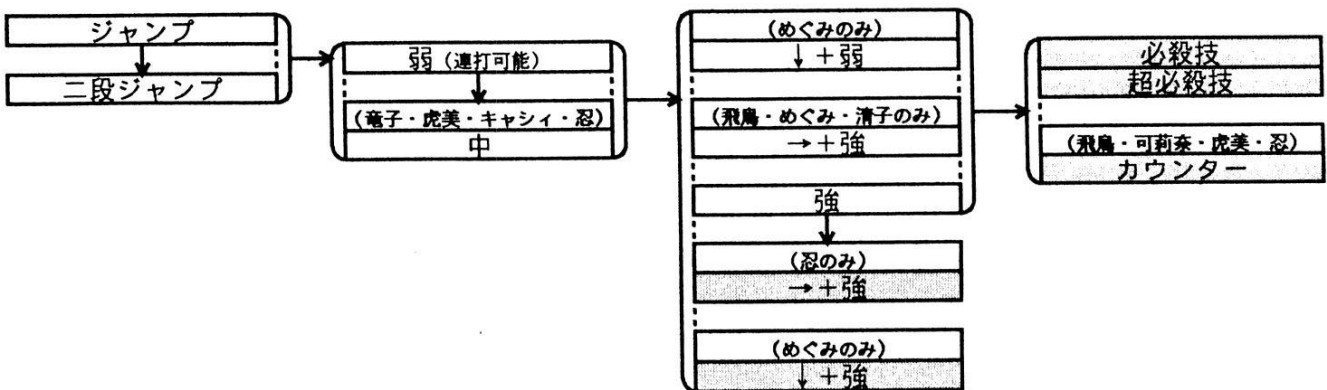 ジャンプ
二段ジャンプ
弱(連打可能)
(竜子・虎美・キャシィ・忍)
中
(めぐみのみ)
↓+弱
(飛鳥・めぐみ・清子のみ)
→+強
強
(忍のみ)
→+強
(めぐみのみ)
↓+強
必殺技
超必殺技
(飛鳥・可莉奈・虎美・忍)
カウンター